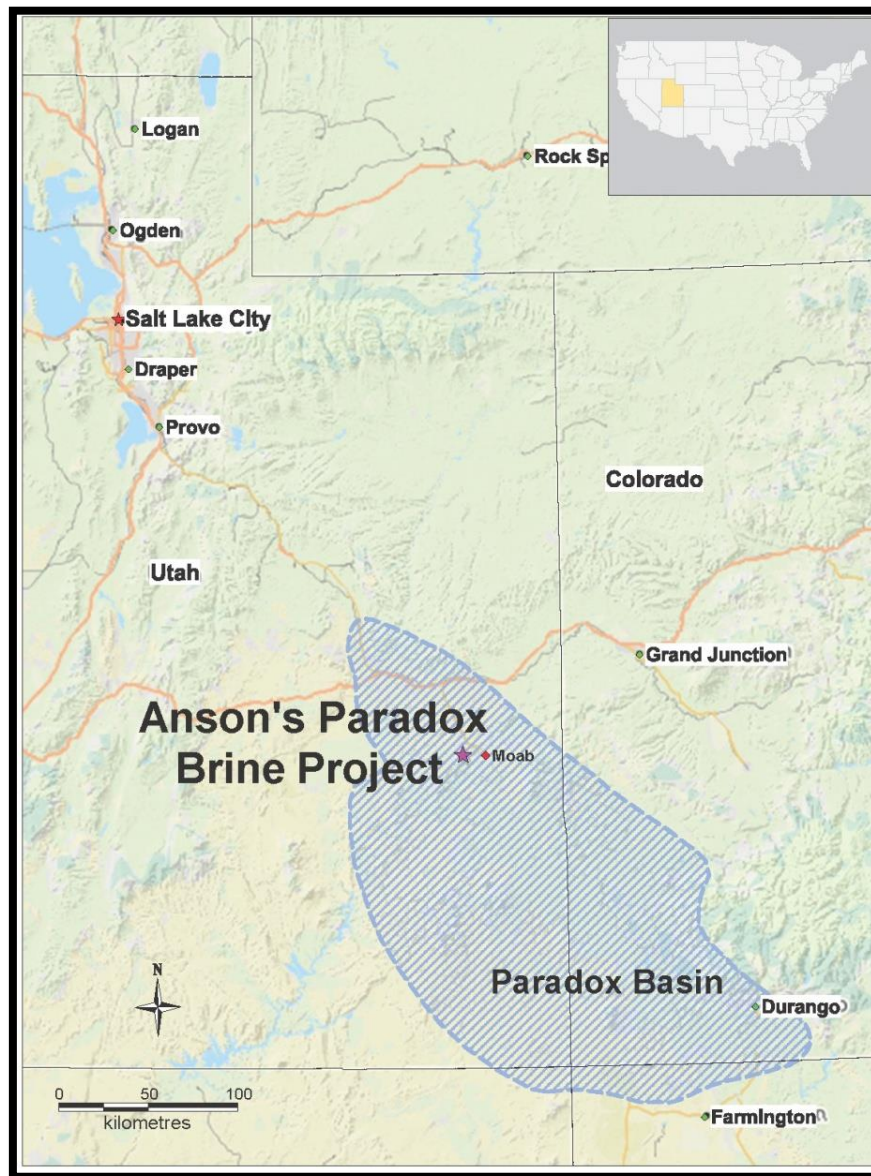 Logan
Rock Sp
Ogden
Salt Lake City
Draper
Provo
Colorado
Utah
Grand Junction
Anson's Paradox
Brine Project
Moab
Paradox Basin
N
Durango
0 50 100
kilometres
Farmington